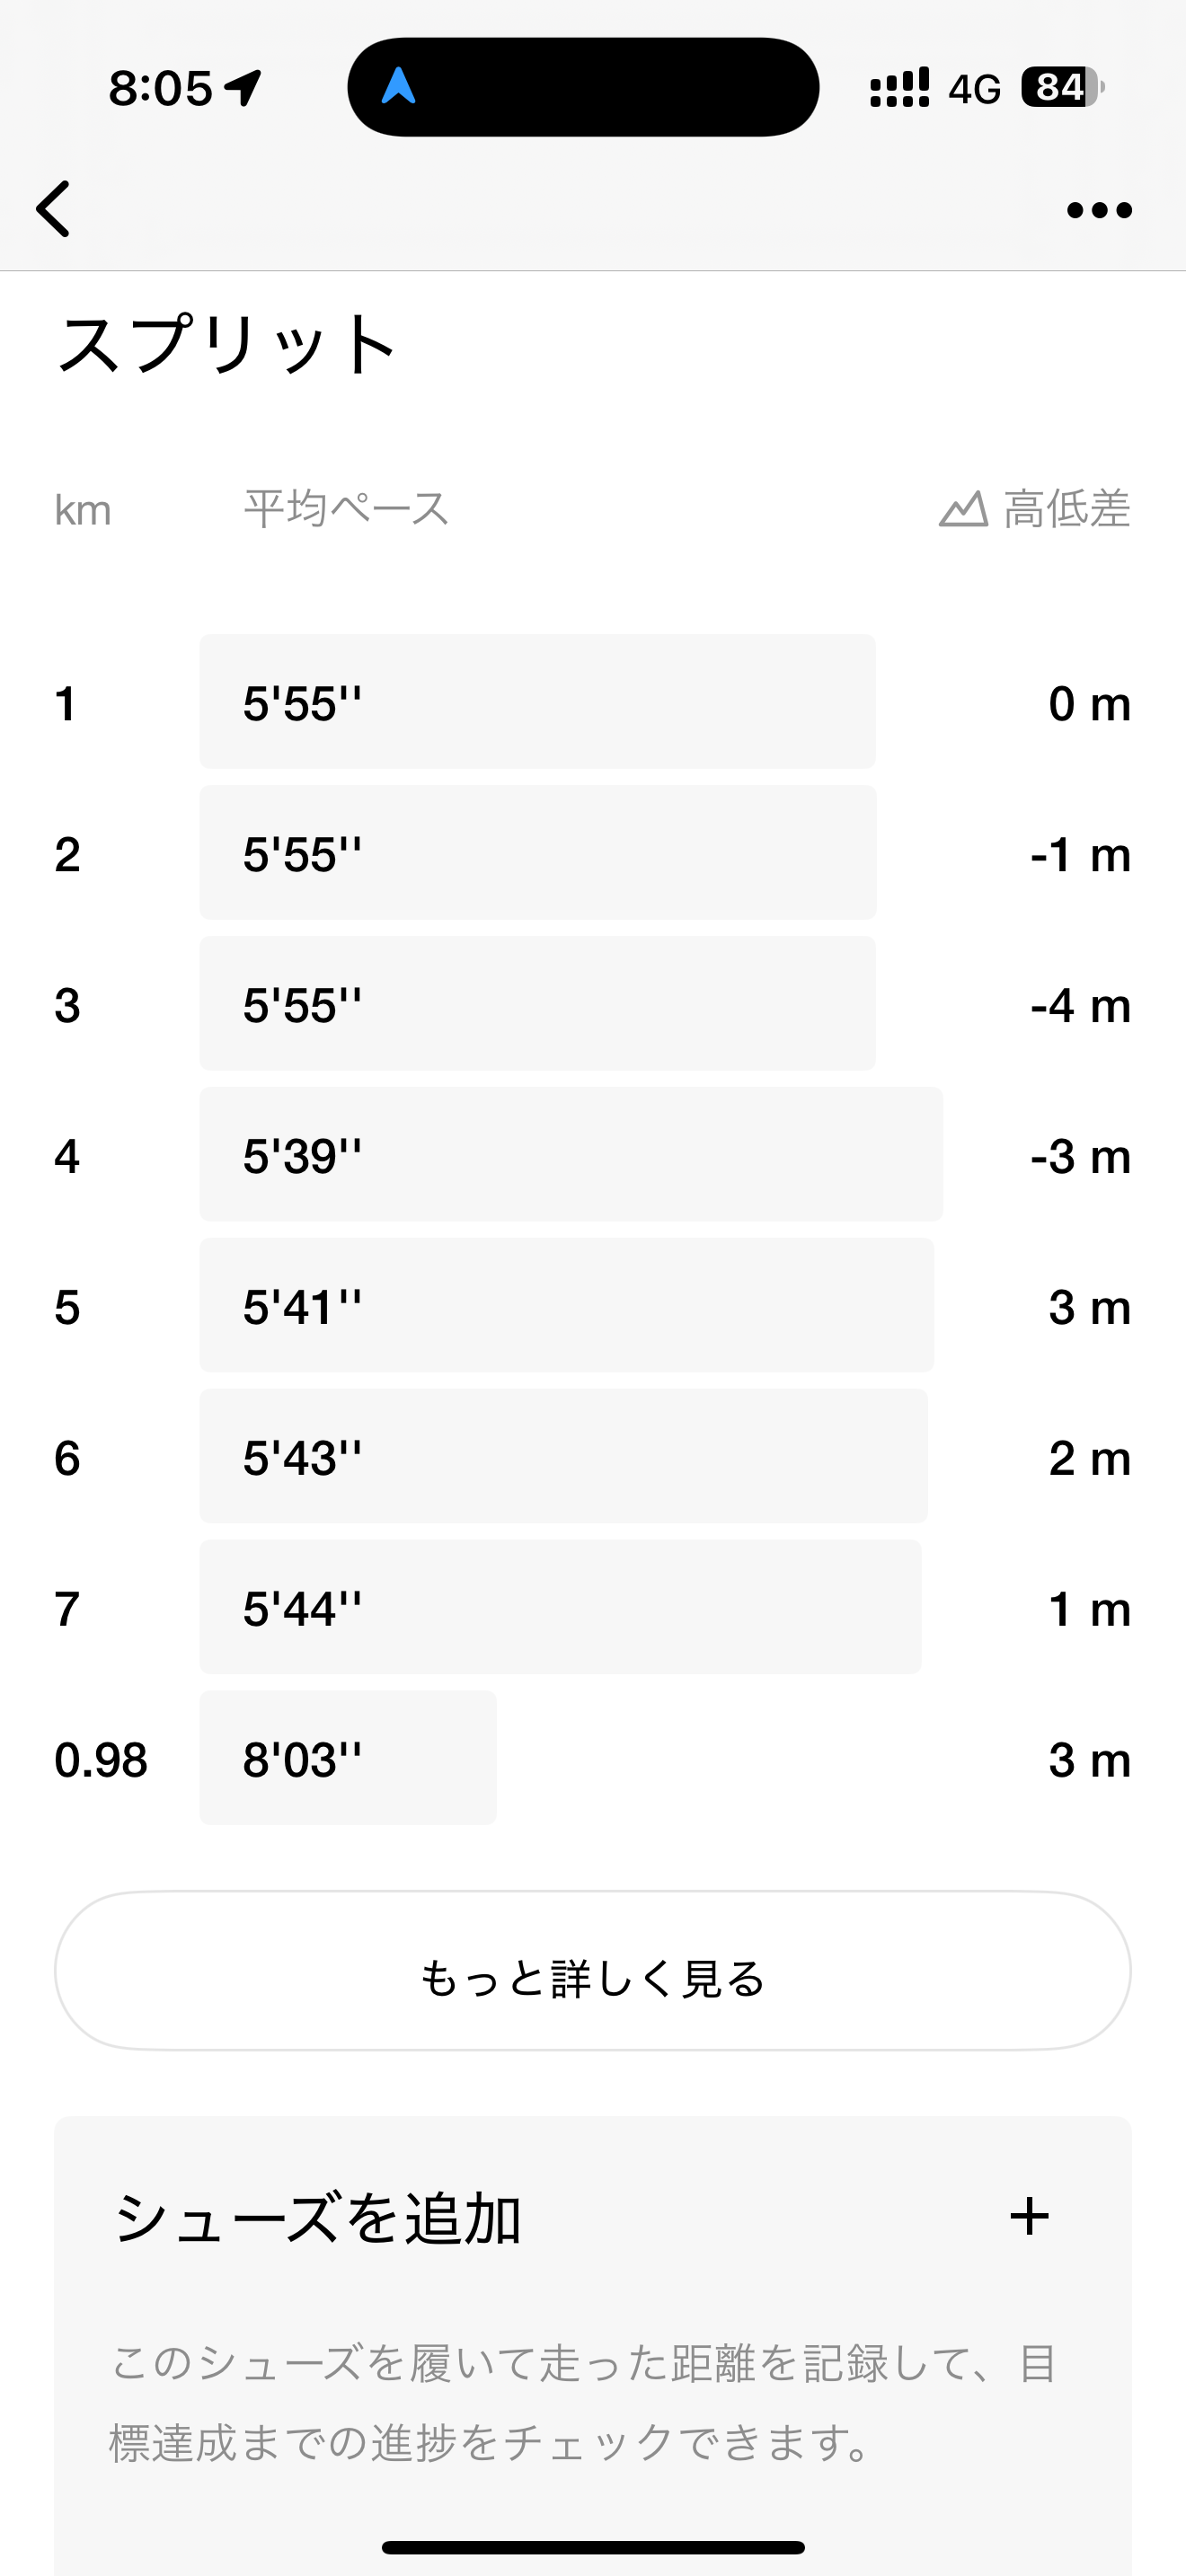 8:05 4G 84
スプリット
km 平均ペース 高低差
1 5'55'' 0 m
2 5'55'' -1 m
3 5'55'' -4 m
4 5'39'' -3 m
5 5'41'' 3 m
6 5'43'' 2 m
7 5'44'' 1 m
0.98 8'03'' 3 m
もっと詳しく見る
シューズを追加 +
このシューズを履いて走った距離を記録して、目
標達成までの進捗をチェックできます。